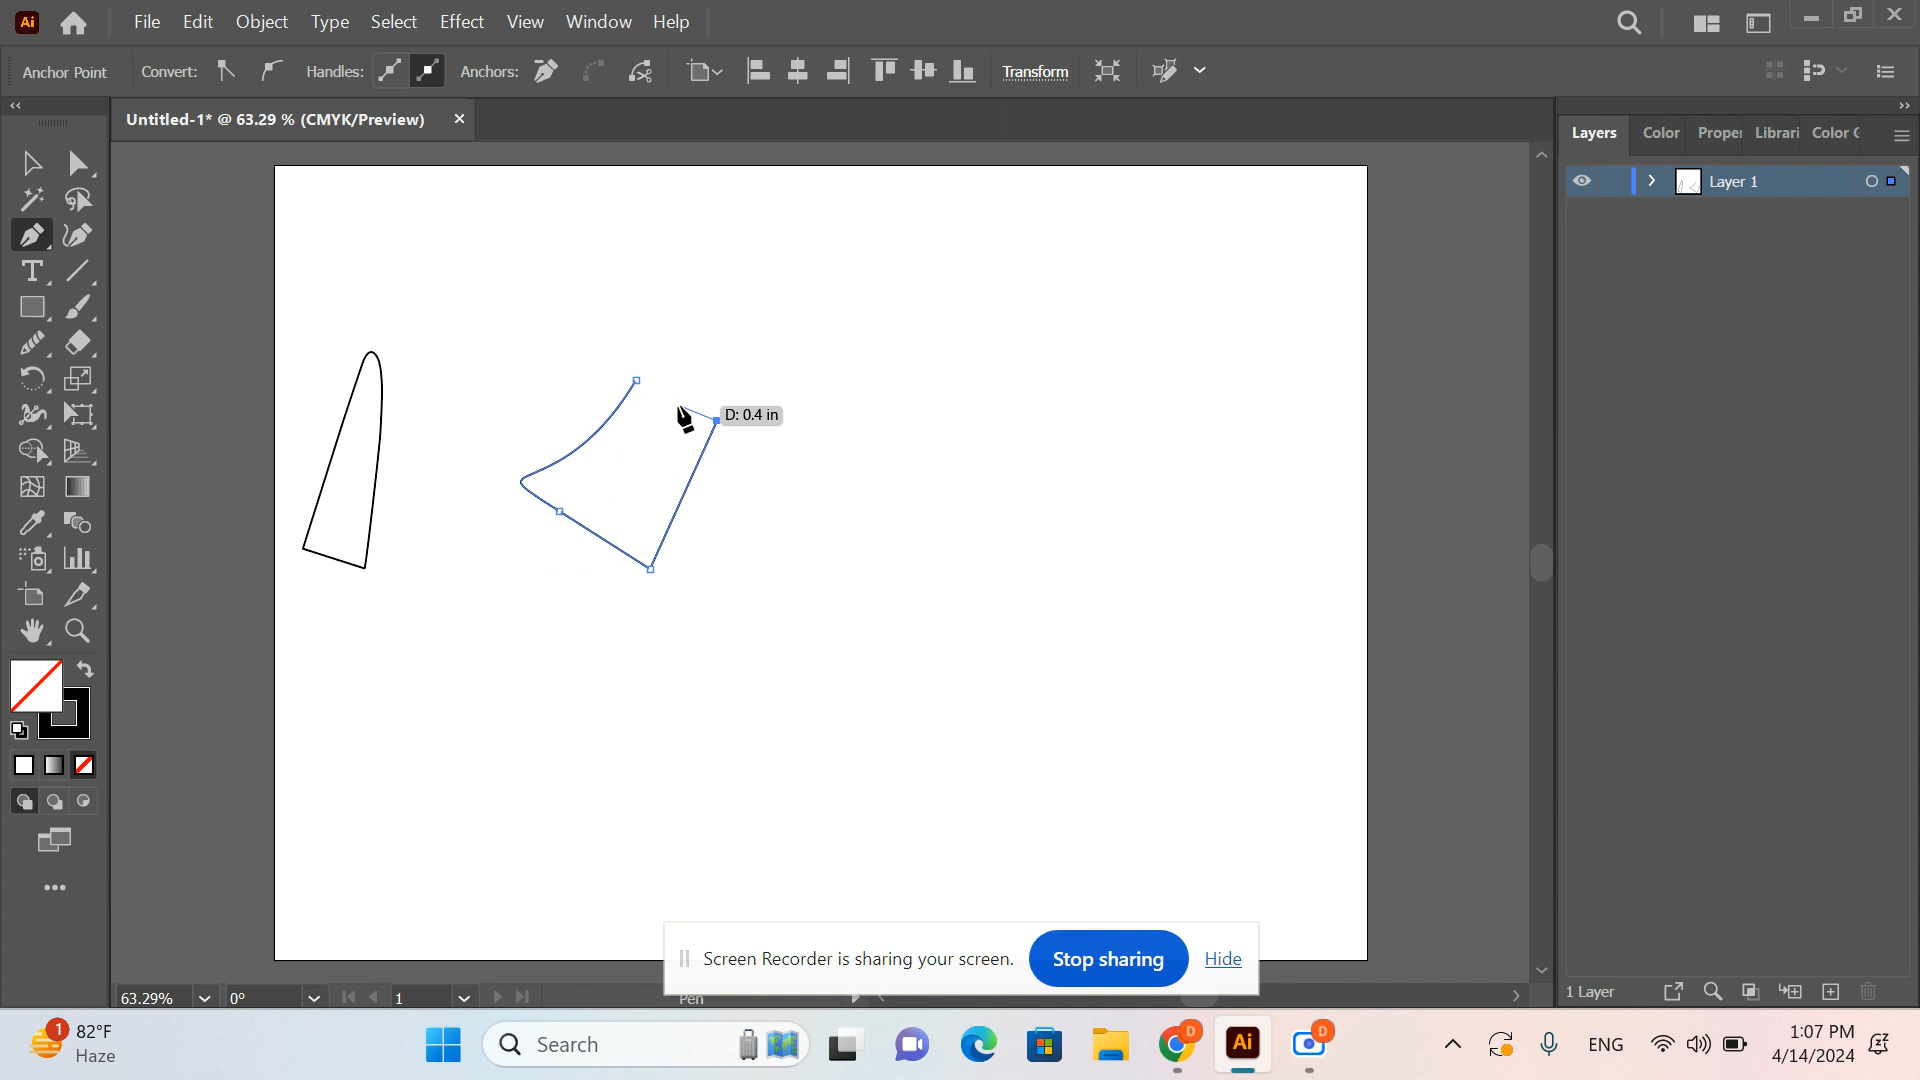 Ai File Edit Object Type Select Effect View Window Help
Anchor Point Convert: Handles: Anchors: Transform
Untitled-1* @ 63.29 % (CMYK/Preview)
Layers Color Proper Librari Color G
Layer 1
D: 0.4 in
Screen Recorder is sharing your screen. Stop sharing Hide
63.29% 0° 1 Pen
1 Layer
1 82°F
Haze
Search
D Ai D
ENG
1:07 PM
4/14/2024